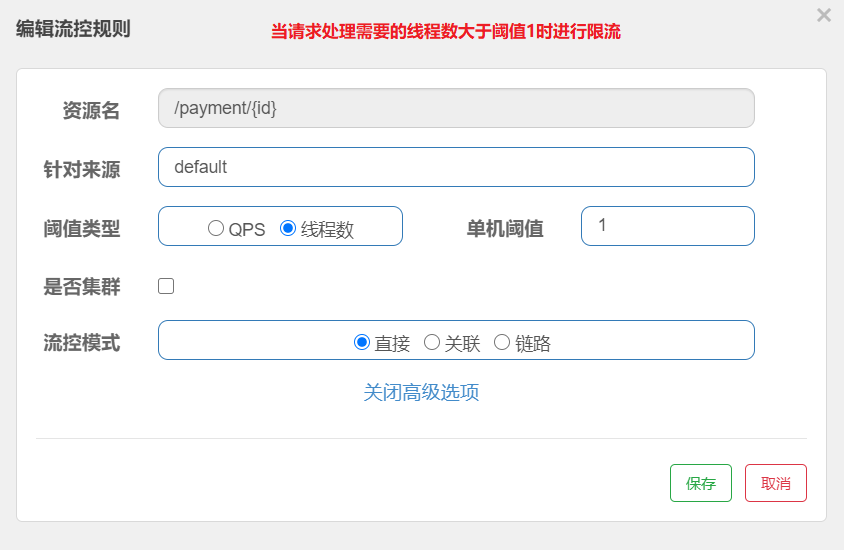 编辑流控规则 当请求处理需要的线程数大于阈值1时进行限流 ×
资源名 /payment/{id}
针对来源 default
阈值类型 QPS 线程数 单机阈值 1
是否集群
流控模式 直接 关联 链路
关闭高级选项
保存 取消